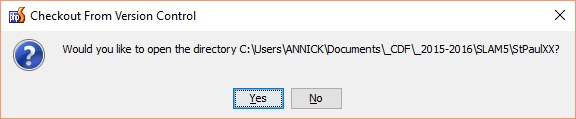 Checkout From Version Control
Would you like to open the directory C:\Users\ANNICK\Documents\_CDF\_2015-2016\SLAM5\StPaulXX?
Yes
No